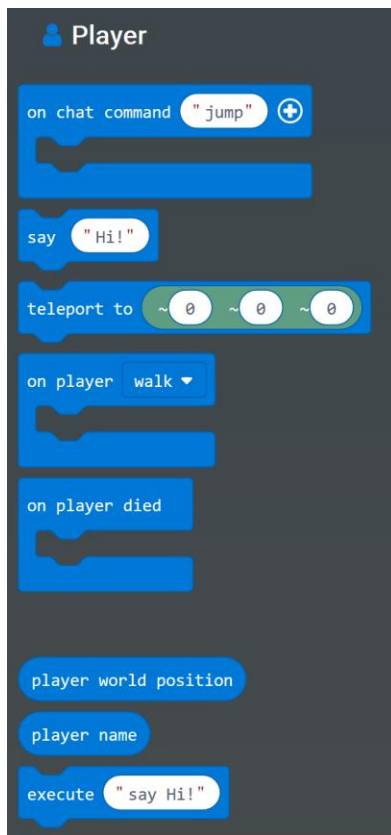 Player
on chat command "jump"
say "Hi!"
teleport to ~0 ~0 ~0
on player walk
on player died
player world position
player name
execute "say Hi!"